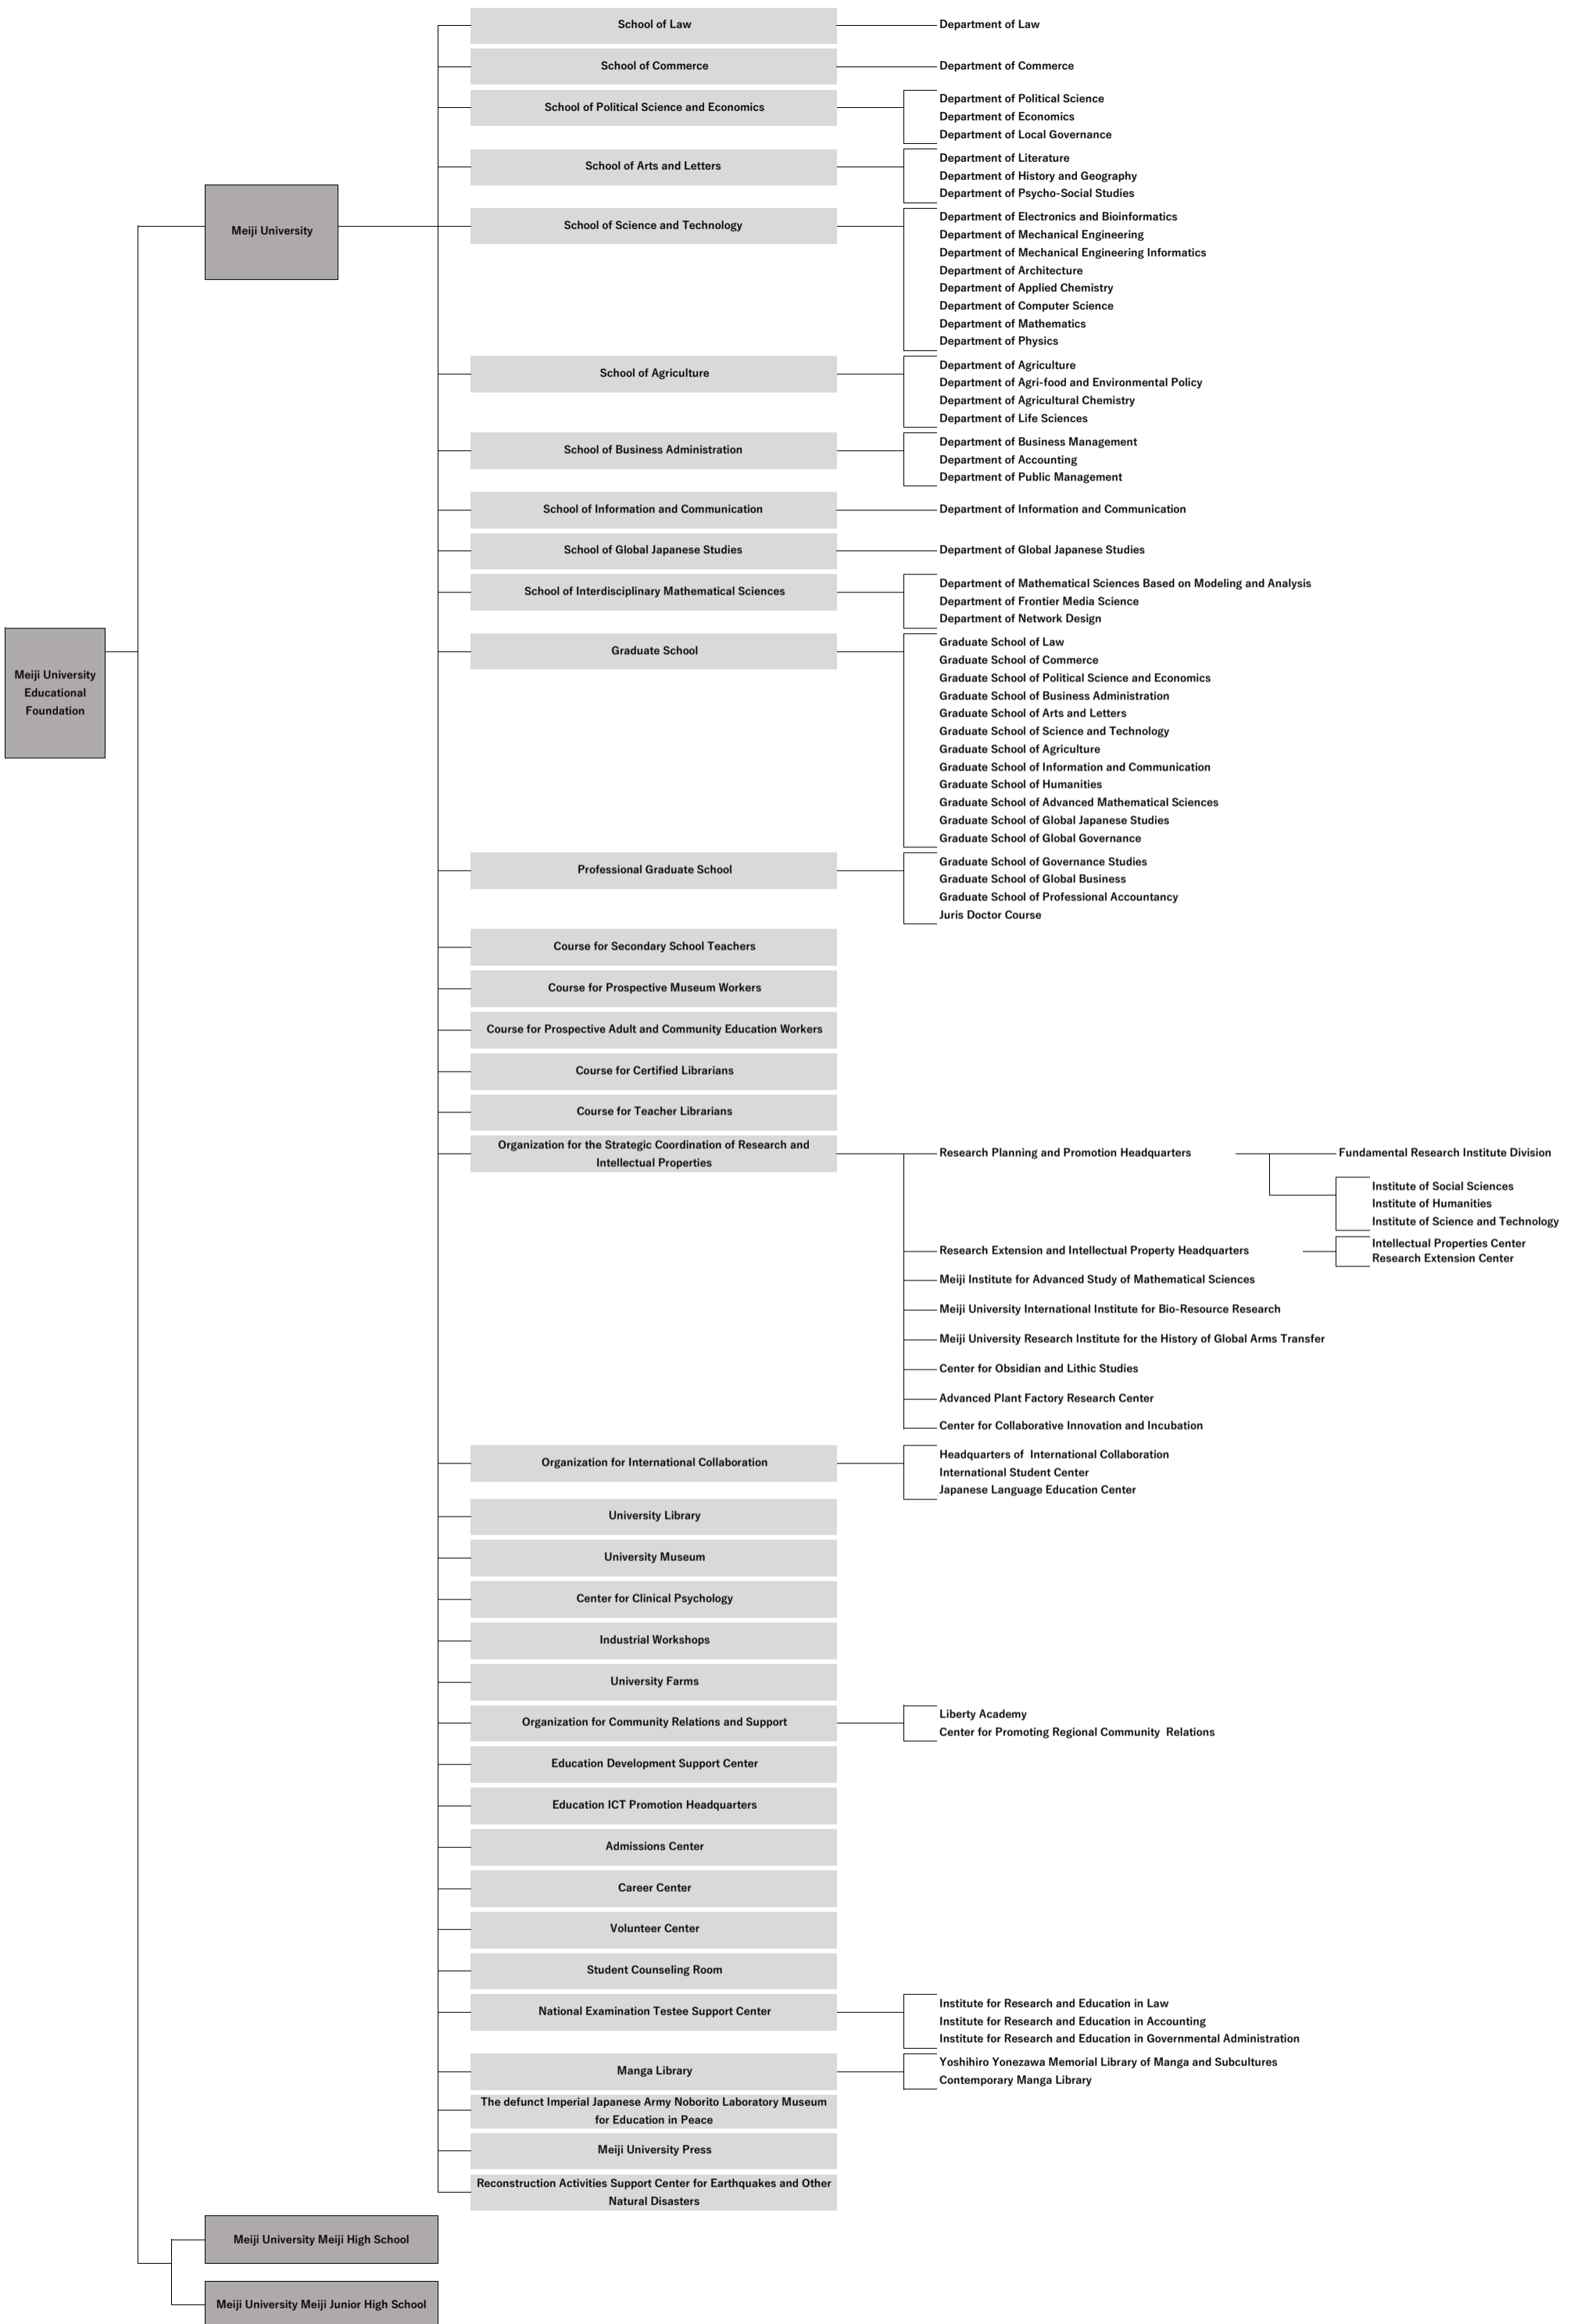 School of Law
Department of Law
School of Commerce
Department of Commerce
School of Political Science and Economics
Department of Political Science
Department of Economics
Department of Local Governance
School of Arts and Letters
Department of Literature
Department of History and Geography
Department of Psycho-Social Studies
Meiji University
School of Science and Technology
Department of Electronics and Bioinformatics
Department of Mechanical Engineering
Department of Mechanical Engineering Informatics
Department of Architecture
Department of Applied Chemistry
Department of Computer Science
Department of Mathematics
Department of Physics
School of Agriculture
Department of Agriculture
Department of Agri-food and Environmental Policy
Department of Agricultural Chemistry
Department of Life Sciences
School of Business Administration
Department of Business Management
Department of Accounting
Department of Public Management
School of Information and Communication
Department of Information and Communication
School of Global Japanese Studies
Department of Global Japanese Studies
School of Interdisciplinary Mathematical Sciences
Department of Mathematical Sciences Based on Modeling and Analysis
Department of Frontier Media Science
Department of Network Design
Meiji University
Educational
Foundation
Graduate School
Graduate School of Law
Graduate School of Commerce
Graduate School of Political Science and Economics
Graduate School of Business Administration
Graduate School of Arts and Letters
Graduate School of Science and Technology
Graduate School of Agriculture
Graduate School of Information and Communication
Graduate School of Humanities
Graduate School of Advanced Mathematical Sciences
Graduate School of Global Japanese Studies
Graduate School of Global Governance
Professional Graduate School
Graduate School of Governance Studies
Graduate School of Global Business
Graduate School of Professional Accountancy
Juris Doctor Course
Course for Secondary School Teachers
Course for Prospective Museum Workers
Course for Prospective Adult and Community Education Workers
Course for Certified Librarians
Course for Teacher Librarians
Organization for the Strategic Coordination of Research and
Intellectual Properties
Research Planning and Promotion Headquarters
Fundamental Research Institute Division
Institute of Social Sciences
Institute of Humanities
Institute of Science and Technology
Research Extension and Intellectual Property Headquarters
Intellectual Properties Center
Research Extension Center
Meiji Institute for Advanced Study of Mathematical Sciences
Meiji University International Institute for Bio-Resource Research
Meiji University Research Institute for the History of Global Arms Transfer
Center for Obsidian and Lithic Studies
Advanced Plant Factory Research Center
Center for Collaborative Innovation and Incubation
Organization for International Collaboration
Headquarters of International Collaboration
International Student Center
Japanese Language Education Center
University Library
University Museum
Center for Clinical Psychology
Industrial Workshops
University Farms
Organization for Community Relations and Support
Liberty Academy
Center for Promoting Regional Community Relations
Education Development Support Center
Education ICT Promotion Headquarters
Admissions Center
Career Center
Volunteer Center
Student Counseling Room
National Examination Testee Support Center
Institute for Research and Education in Law
Institute for Research and Education in Accounting
Institute for Research and Education in Governmental Administration
Manga Library
Yoshihiro Yonezawa Memorial Library of Manga and Subcultures
Contemporary Manga Library
The defunct Imperial Japanese Army Noborito Laboratory Museum
for Education in Peace
Meiji University Press
Reconstruction Activities Support Center for Earthquakes and Other
Natural Disasters
Meiji University Meiji High School
Meiji University Meiji Junior High School